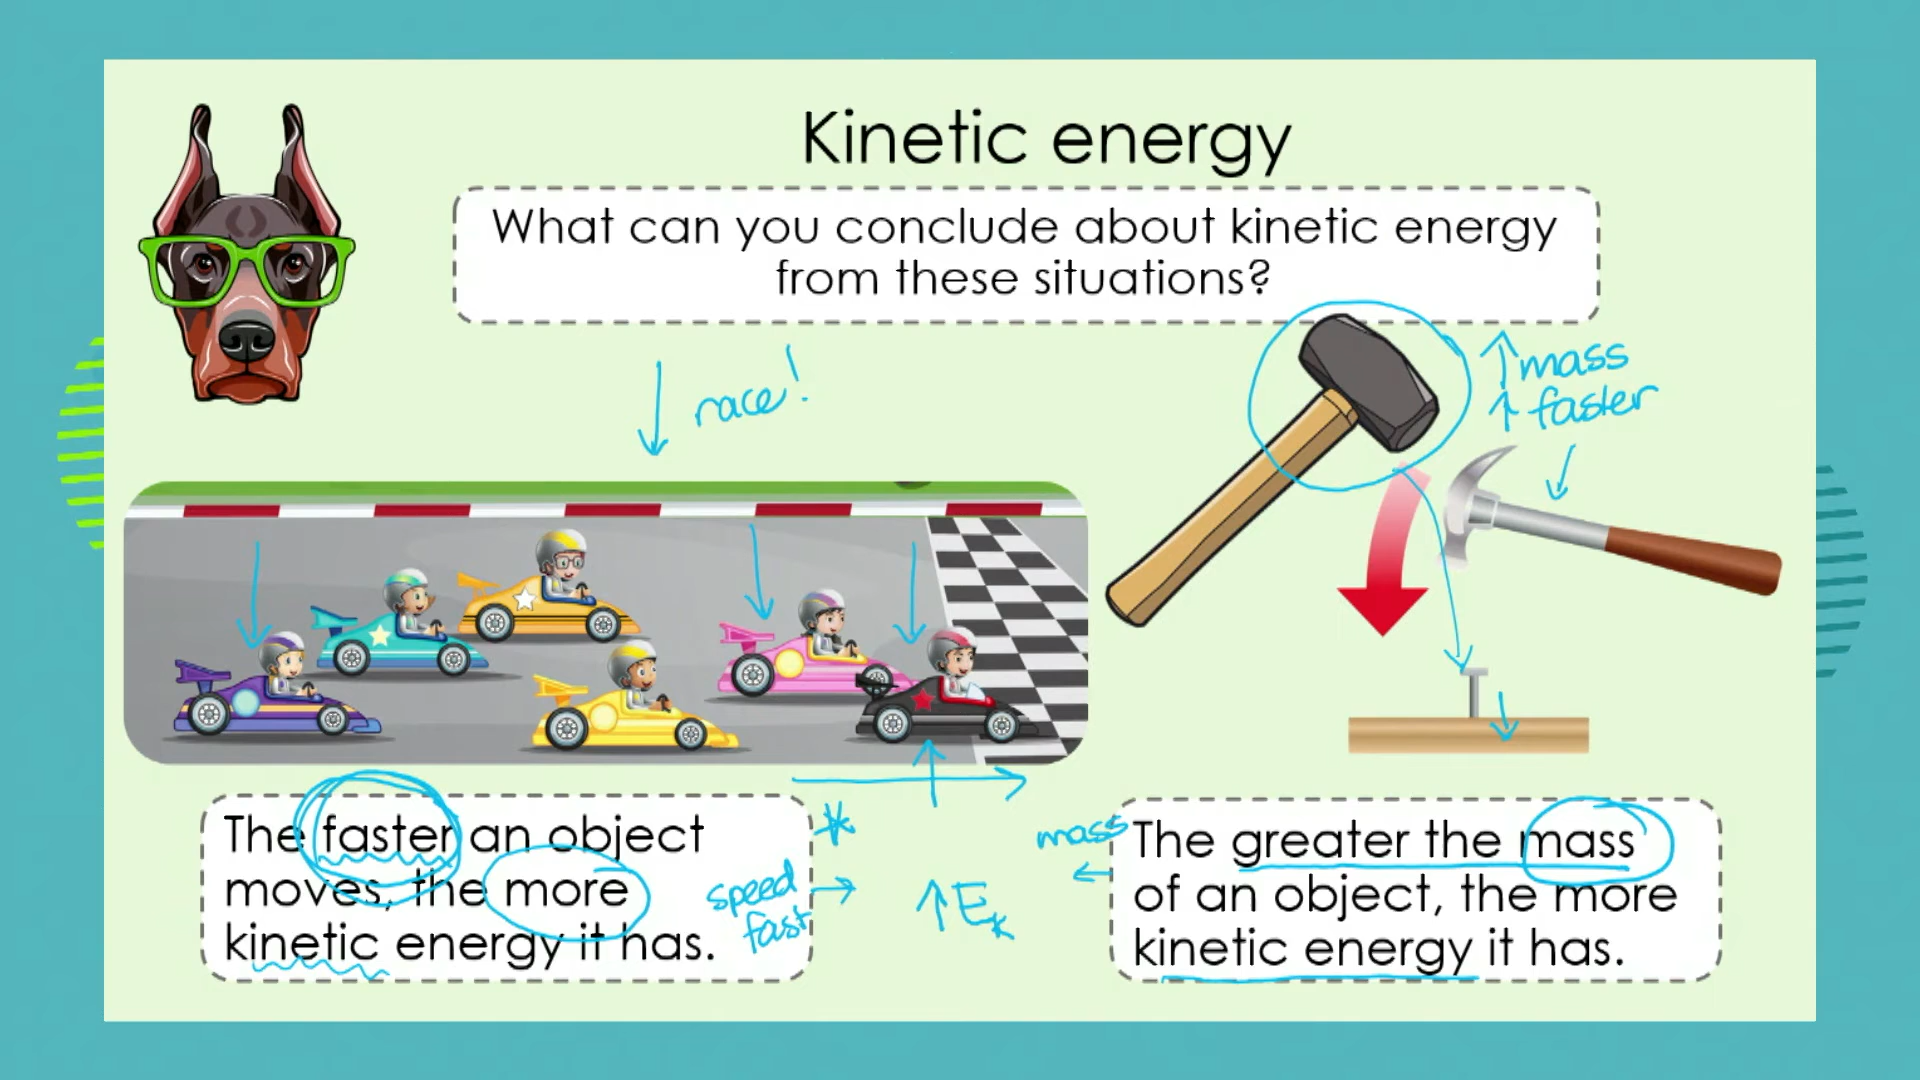 Kinetic energy
What can you conclude about kinetic energy
from these situations?
race!
↑mass
↑ faster
The faster an object
moves, the more
kinetic energy it has.
*
speed →
fast
↑ Eₖ
mass
←
The greater the mass
of an object, the more
kinetic energy it has.